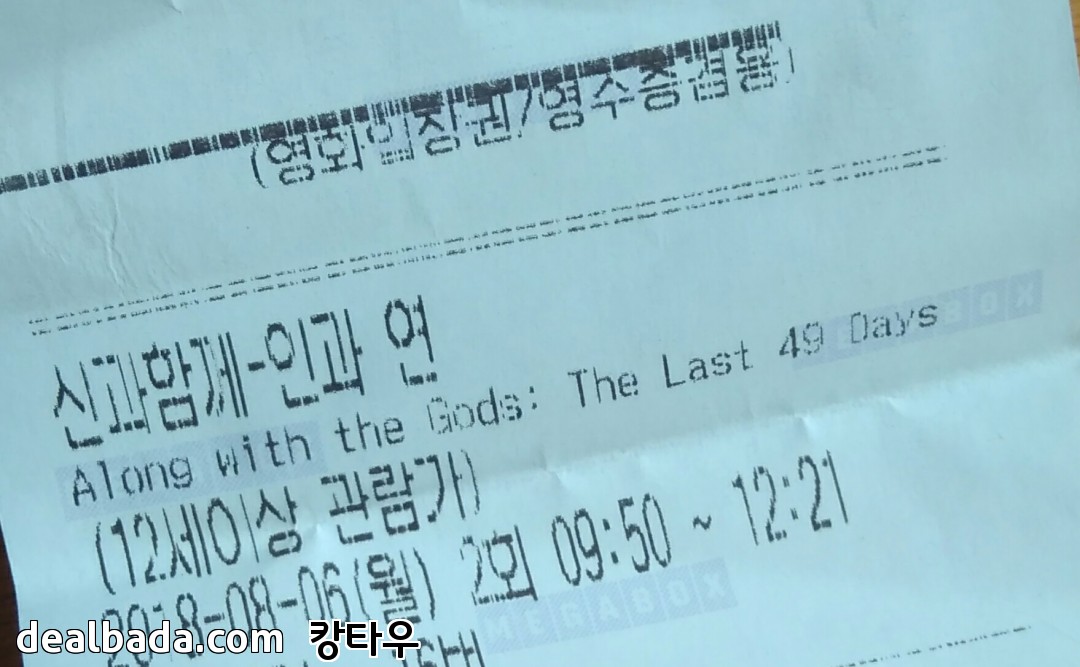 (영화입장권/영수증겸용)
신과함께-인과 연
Along with the Gods: The Last 49 Days
(12세이상 관람가)
2018-08-06(월) 2회 09:50 ~ 12:21
MEGABOX
dealbada.com 캉타우